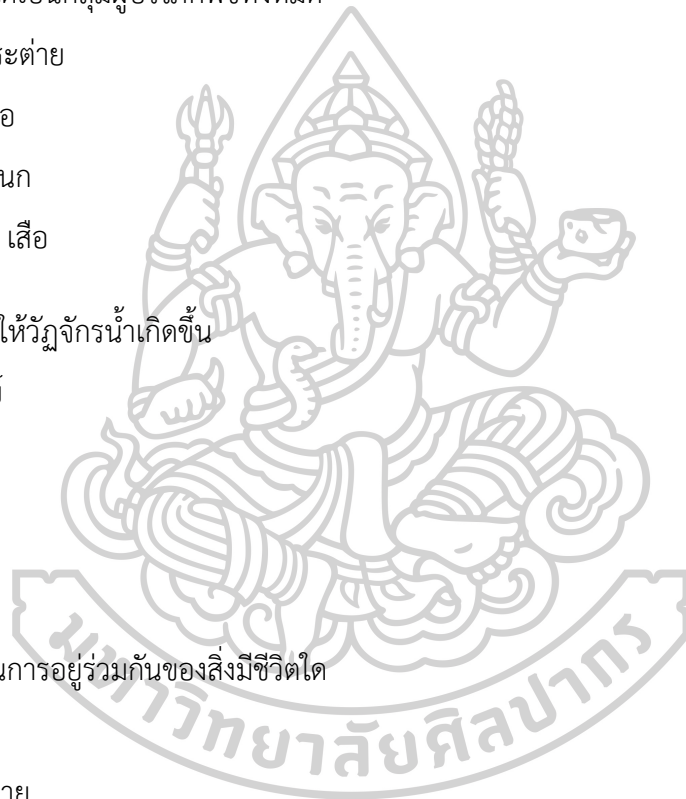 ระต่าย
อ
นก
เสือ
ให้วัฏจักรน้ำเกิดขึ้น
นการอยู่ร่วมกันของสิ่งมีชีวิตใด
มหาวิทยาลัยศิลปากร
าย